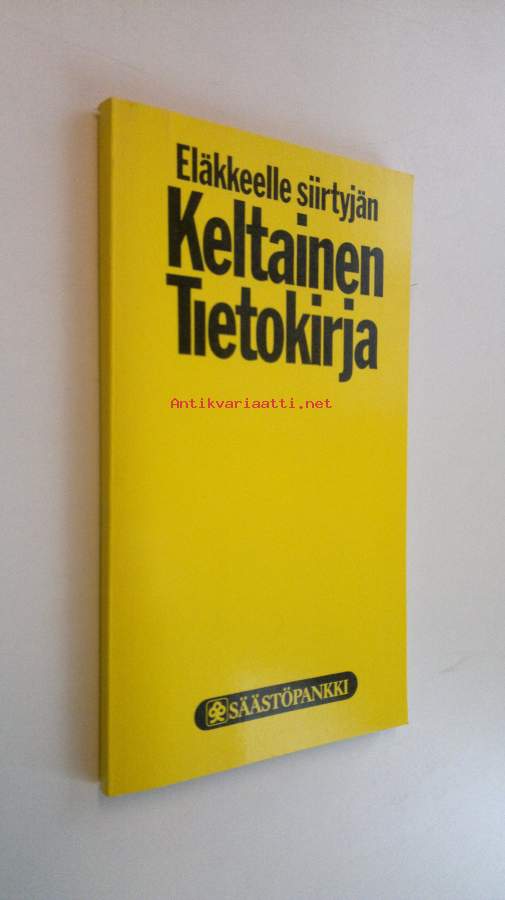 Eläkkeelle siirtyjän
Keltainen
Tietokirja
Antikvariaatti.net
SÄÄSTÖPANKKI